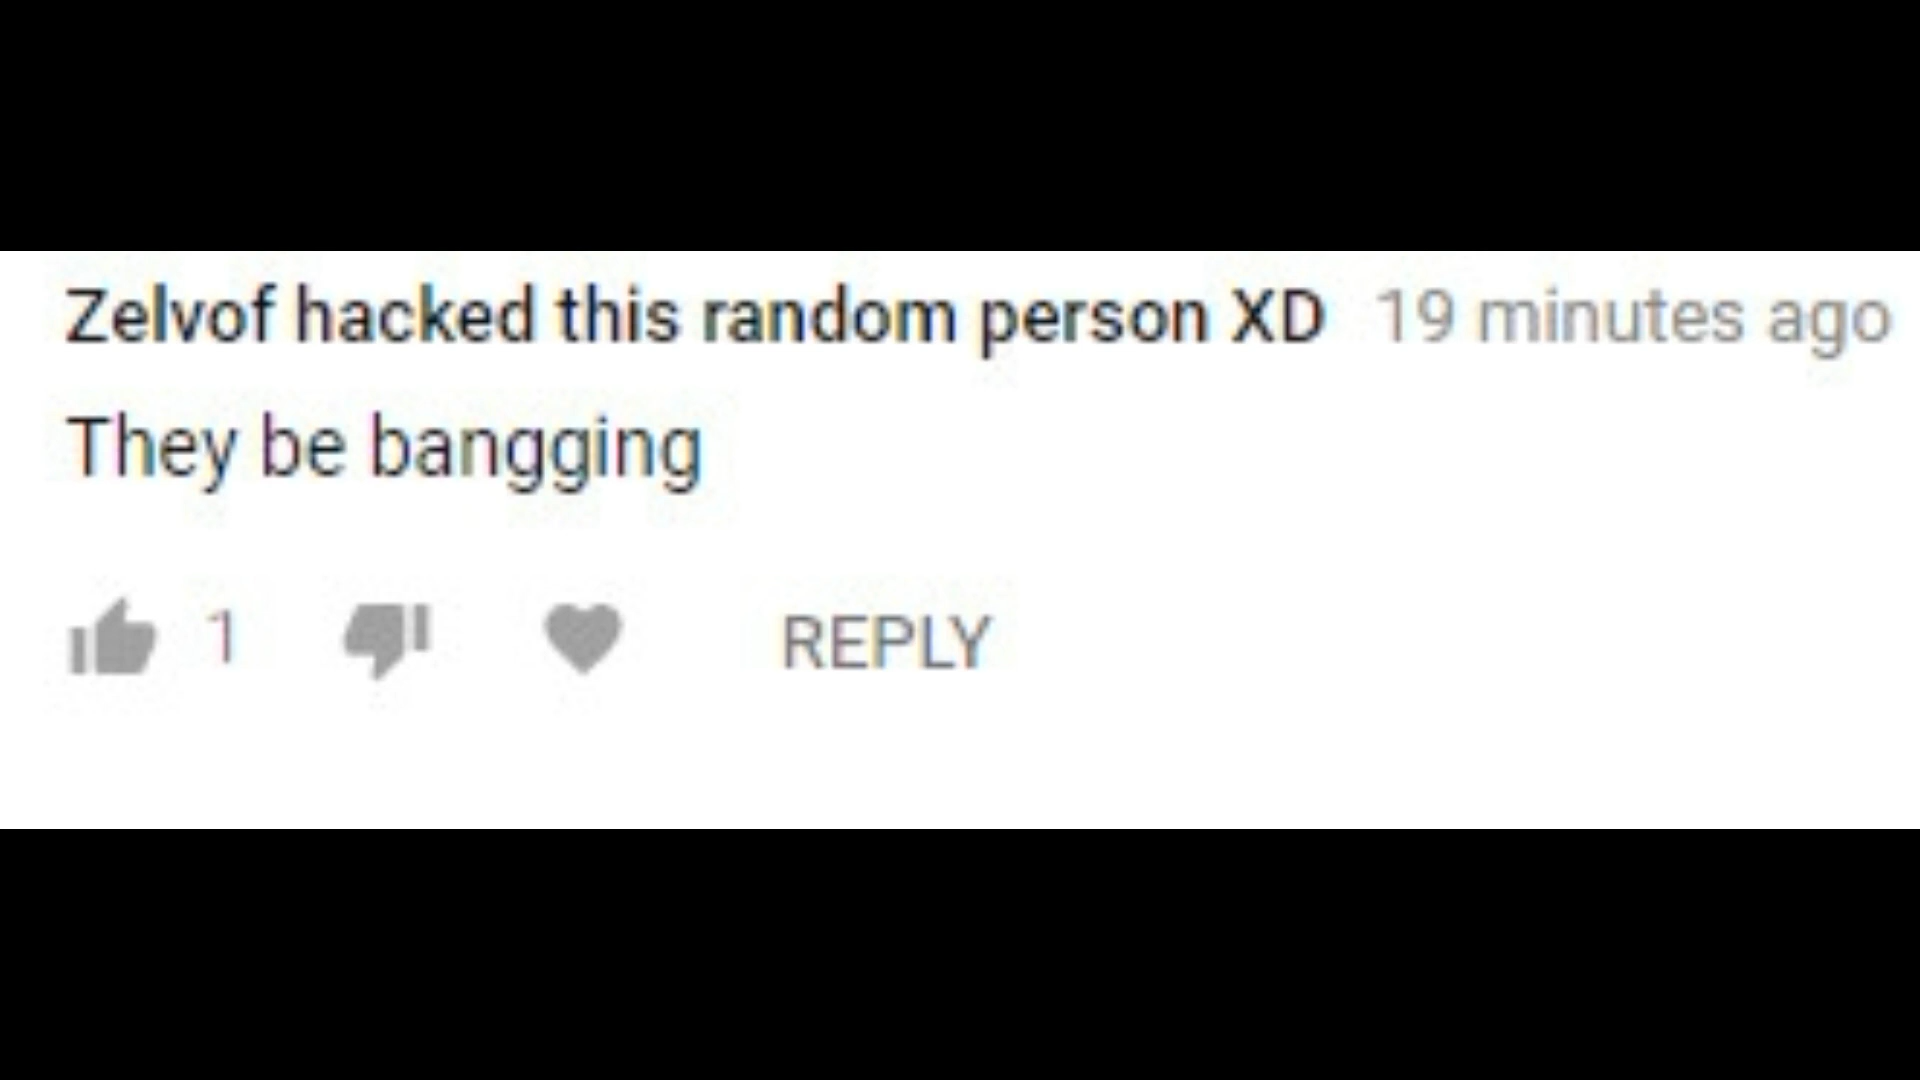 Zelvof hacked this random person XD 19 minutes ago
They be bangging
1 REPLY